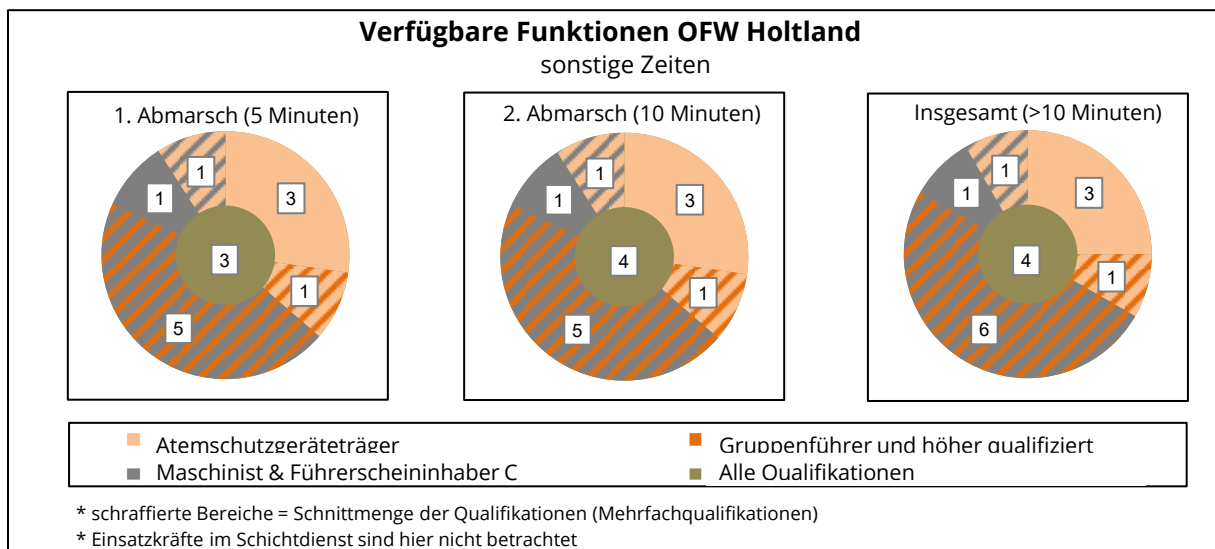 Verfügbare Funktionen OFW Holtland
sonstige Zeiten
1. Abmarsch (5 Minuten)
1
1
3
3
1
5
2. Abmarsch (10 Minuten)
1
1
3
4
1
5
Insgesamt (>10 Minuten)
1
1
3
4
1
6
Atemschutzgeräteträger
Gruppenführer und höher qualifiziert
Maschinist & Führerscheininhaber C
Alle Qualifikationen
* schraffierte Bereiche = Schnittmenge der Qualifikationen (Mehrfachqualifikationen)
* Einsatzkräfte im Schichtdienst sind hier nicht betrachtet